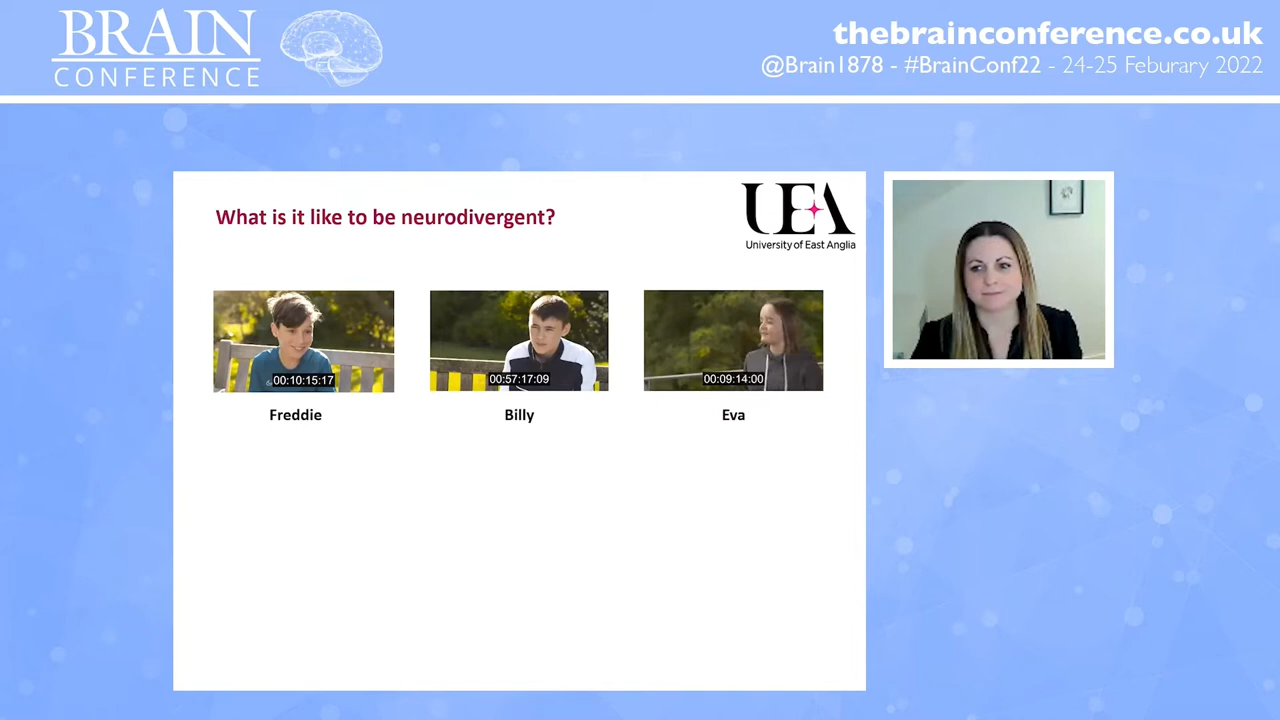 BRAIN
CONFERENCE
thebrainconference.co.uk
@Brain1878 - #BrainConf22 - 24-25 Feburary 2022
What is it like to be neurodivergent?
UEA
University of East Anglia
00:10:15:17
00:57:17:09
00:09:14:00
Freddie
Billy
Eva